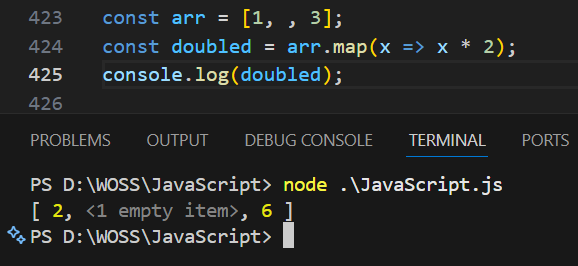 423 const arr = [1, , 3];
424 const doubled = arr.map(x => x * 2);
425 console.log(doubled);
426
PROBLEMS OUTPUT DEBUG CONSOLE TERMINAL PORTS
PS D:\WOSS\JavaScript> node .\JavaScript.js
[ 2, <1 empty item>, 6 ]
PS D:\WOSS\JavaScript>